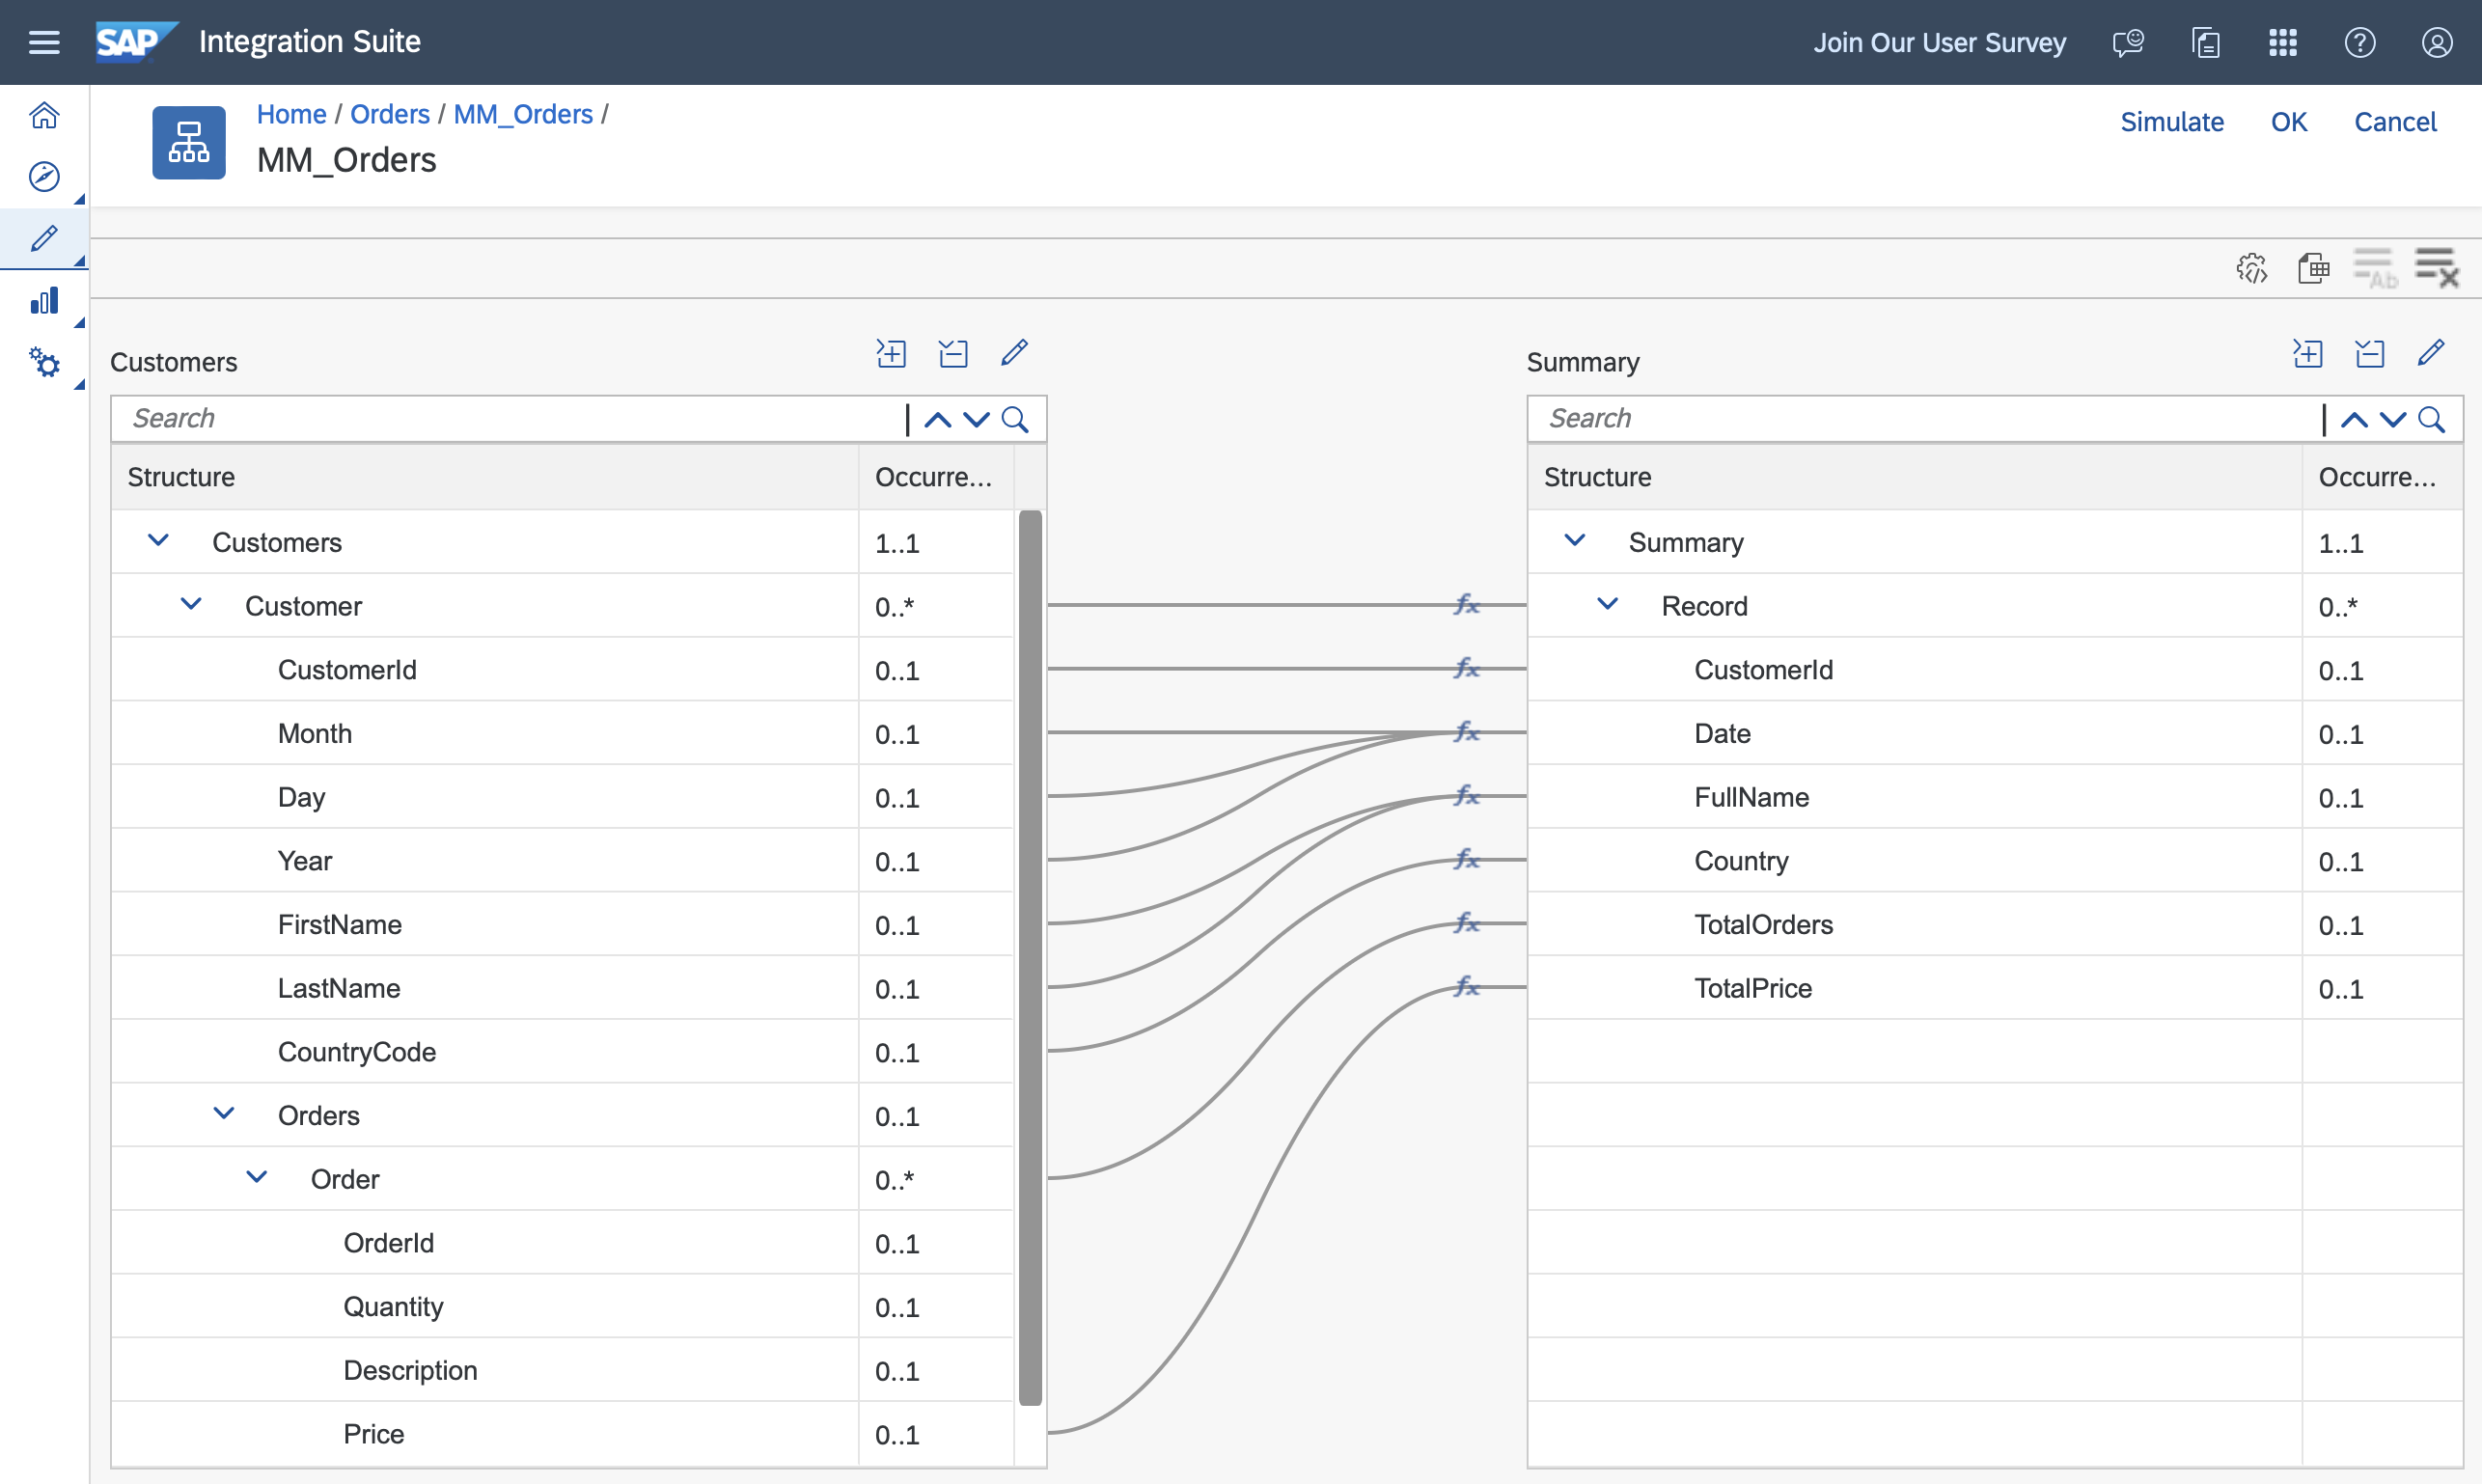 SAP Integration Suite Join Our User Survey
Home / Orders / MM_Orders /
MM_Orders
Simulate OK Cancel
Ab
Customers
Search
Structure Occurre...
Customers 1..1
Customer 0..*
CustomerId 0..1
Month 0..1
Day 0..1
Year 0..1
FirstName 0..1
LastName 0..1
CountryCode 0..1
Orders 0..1
Order 0..*
OrderId 0..1
Quantity 0..1
Description 0..1
Price 0..1
fx
fx
fx
fx
fx
fx
fx
Summary
Search
Structure Occurre...
Summary 1..1
Record 0..*
CustomerId 0..1
Date 0..1
FullName 0..1
Country 0..1
TotalOrders 0..1
TotalPrice 0..1